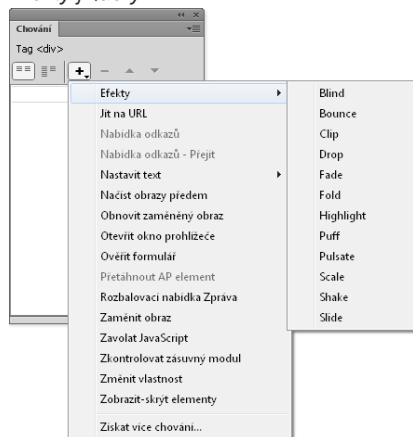 Chování
Tag <div>
Efekty
Jít na URL
Nabídka odkazů
Nabídka odkazů - Přejít
Nastavit text
Načíst obrazy předem
Obnovit zaměněný obraz
Otevřít okno prohlížeče
Ověřit formulář
Přetáhnout AP element
Rozbalovací nabídka Zpráva
Zaměnit obraz
Zavolat JavaScript
Zkontrolovat zásuvný modul
Změnit vlastnost
Zobrazit-skrýt elementy
Získat více chování...
Blind
Bounce
Clip
Drop
Fade
Fold
Highlight
Puff
Pulsate
Scale
Shake
Slide